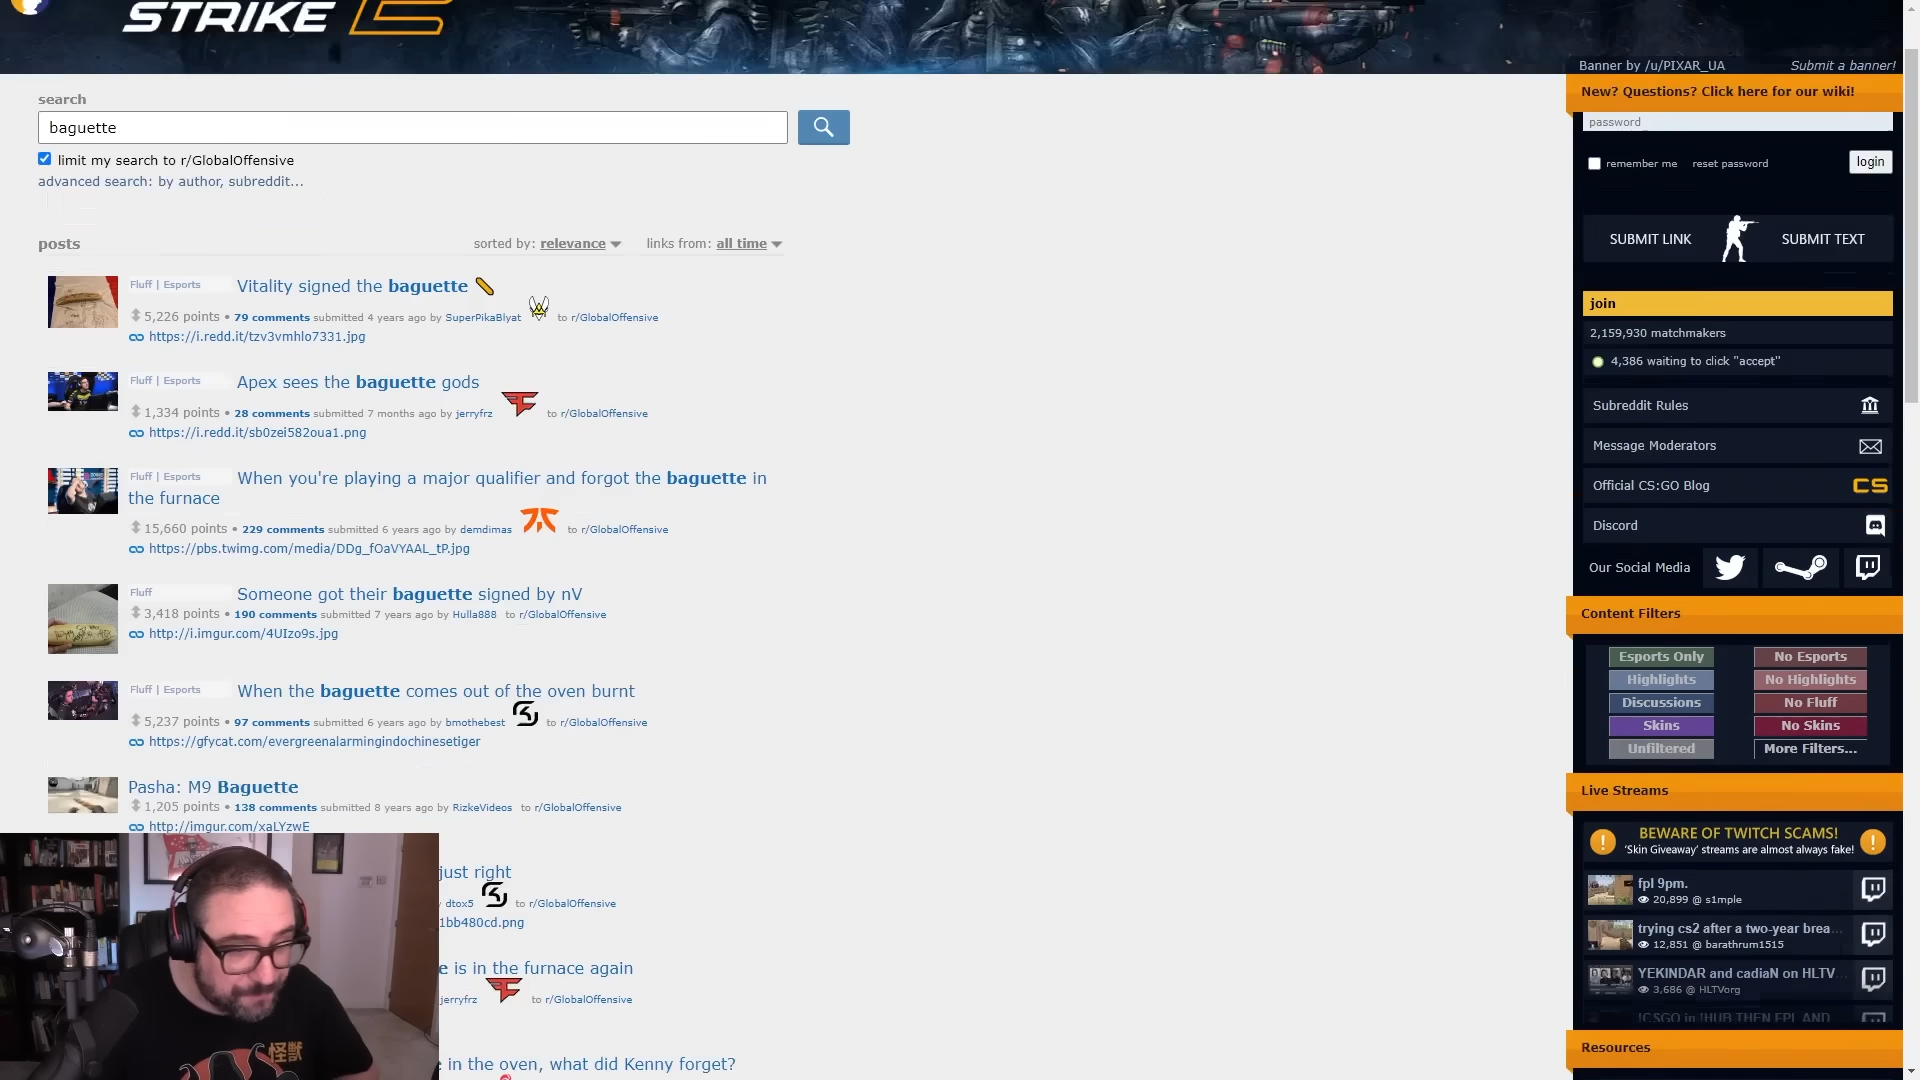 STRIKE 2
Banner by /u/PIXAR_UA
Submit a banner!
search
baguette
limit my search to r/GlobalOffensive
advanced search: by author, subreddit...
posts
sorted by: relevance
links from: all time
Fluff | Esports
Vitality signed the baguette
5,226 points • 79 comments submitted 4 years ago by SuperPikaBlyat to r/GlobalOffensive
https://i.redd.it/tzv3vmhlo7331.jpg
Fluff | Esports
Apex sees the baguette gods
1,334 points • 28 comments submitted 7 months ago by jerryfrz to r/GlobalOffensive
https://i.redd.it/sb0zei582oua1.png
Fluff | Esports
When you're playing a major qualifier and forgot the baguette in
the furnace
15,660 points • 229 comments submitted 6 years ago by demdimas to r/GlobalOffensive
https://pbs.twimg.com/media/DDg_fOaVYAAL_tP.jpg
Fluff
Someone got their baguette signed by nV
3,418 points • 190 comments submitted 7 years ago by Hulla888 to r/GlobalOffensive
http://i.imgur.com/4UIzo9s.jpg
Fluff | Esports
When the baguette comes out of the oven burnt
5,237 points • 97 comments submitted 6 years ago by bmothebest to r/GlobalOffensive
https://gfycat.com/evergreenalarmingindochinesetiger
Pasha: M9 Baguette
1,205 points • 138 comments submitted 8 years ago by RizkeVideos to r/GlobalOffensive
http://imgur.com/xaLYzwE
just right
dtox5 to r/GlobalOffensive
1bb480cd.png
e is in the furnace again
jerryfrz to r/GlobalOffensive
in the oven, what did Kenny forget?
怪獣
New? Questions? Click here for our wiki!
password
remember me
reset password
login
SUBMIT LINK
SUBMIT TEXT
join
2,159,930 matchmakers
4,386 waiting to click "accept"
Subreddit Rules
Message Moderators
Official CS:GO Blog
CS
Discord
Our Social Media
Content Filters
Esports Only
No Esports
Highlights
No Highlights
Discussions
No Fluff
Skins
No Skins
Unfiltered
More Filters...
Live Streams
BEWARE OF TWITCH SCAMS!
'Skin Giveaway' streams are almost always fake!
fpl 9pm.
20,899 @ s1mple
trying cs2 after a two-year brea...
12,851 @ barathrum1515
YEKINDAR and cadiaN on HLTV...
3,686 @ HLTVorg
!CSGO in !HUB THEN FPL AND
Resources